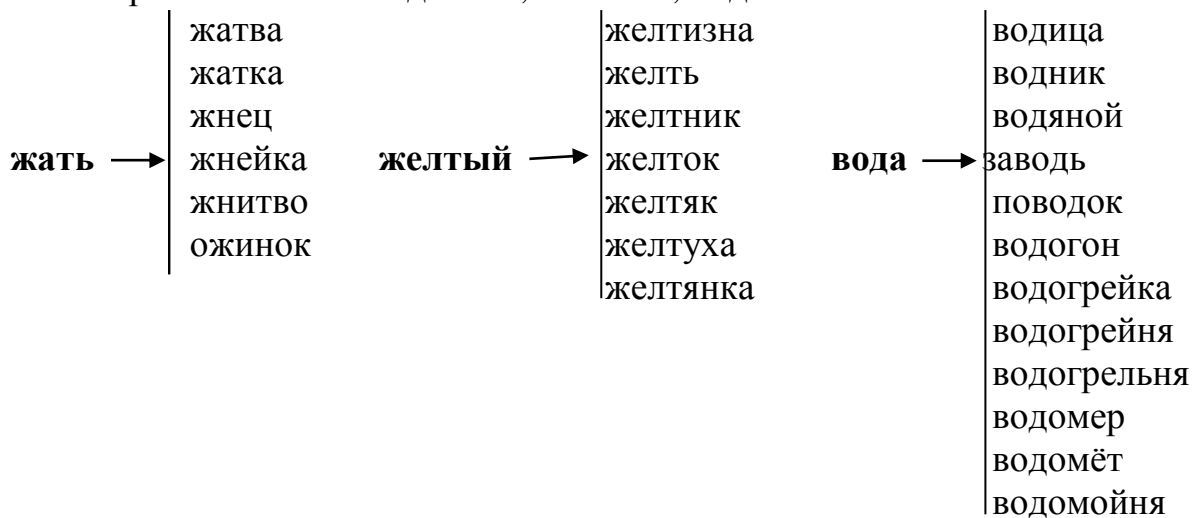 жатва
жатка
жнец
жать
жнейка
жнитво
ожинок
желтизна
желть
желтник
желтый
желток
желтяк
желтуха
желтянка
водица
водник
водяной
вода
заводь
поводок
водогон
водогрейка
водогрейня
водогрельня
водомер
водомёт
водомойня